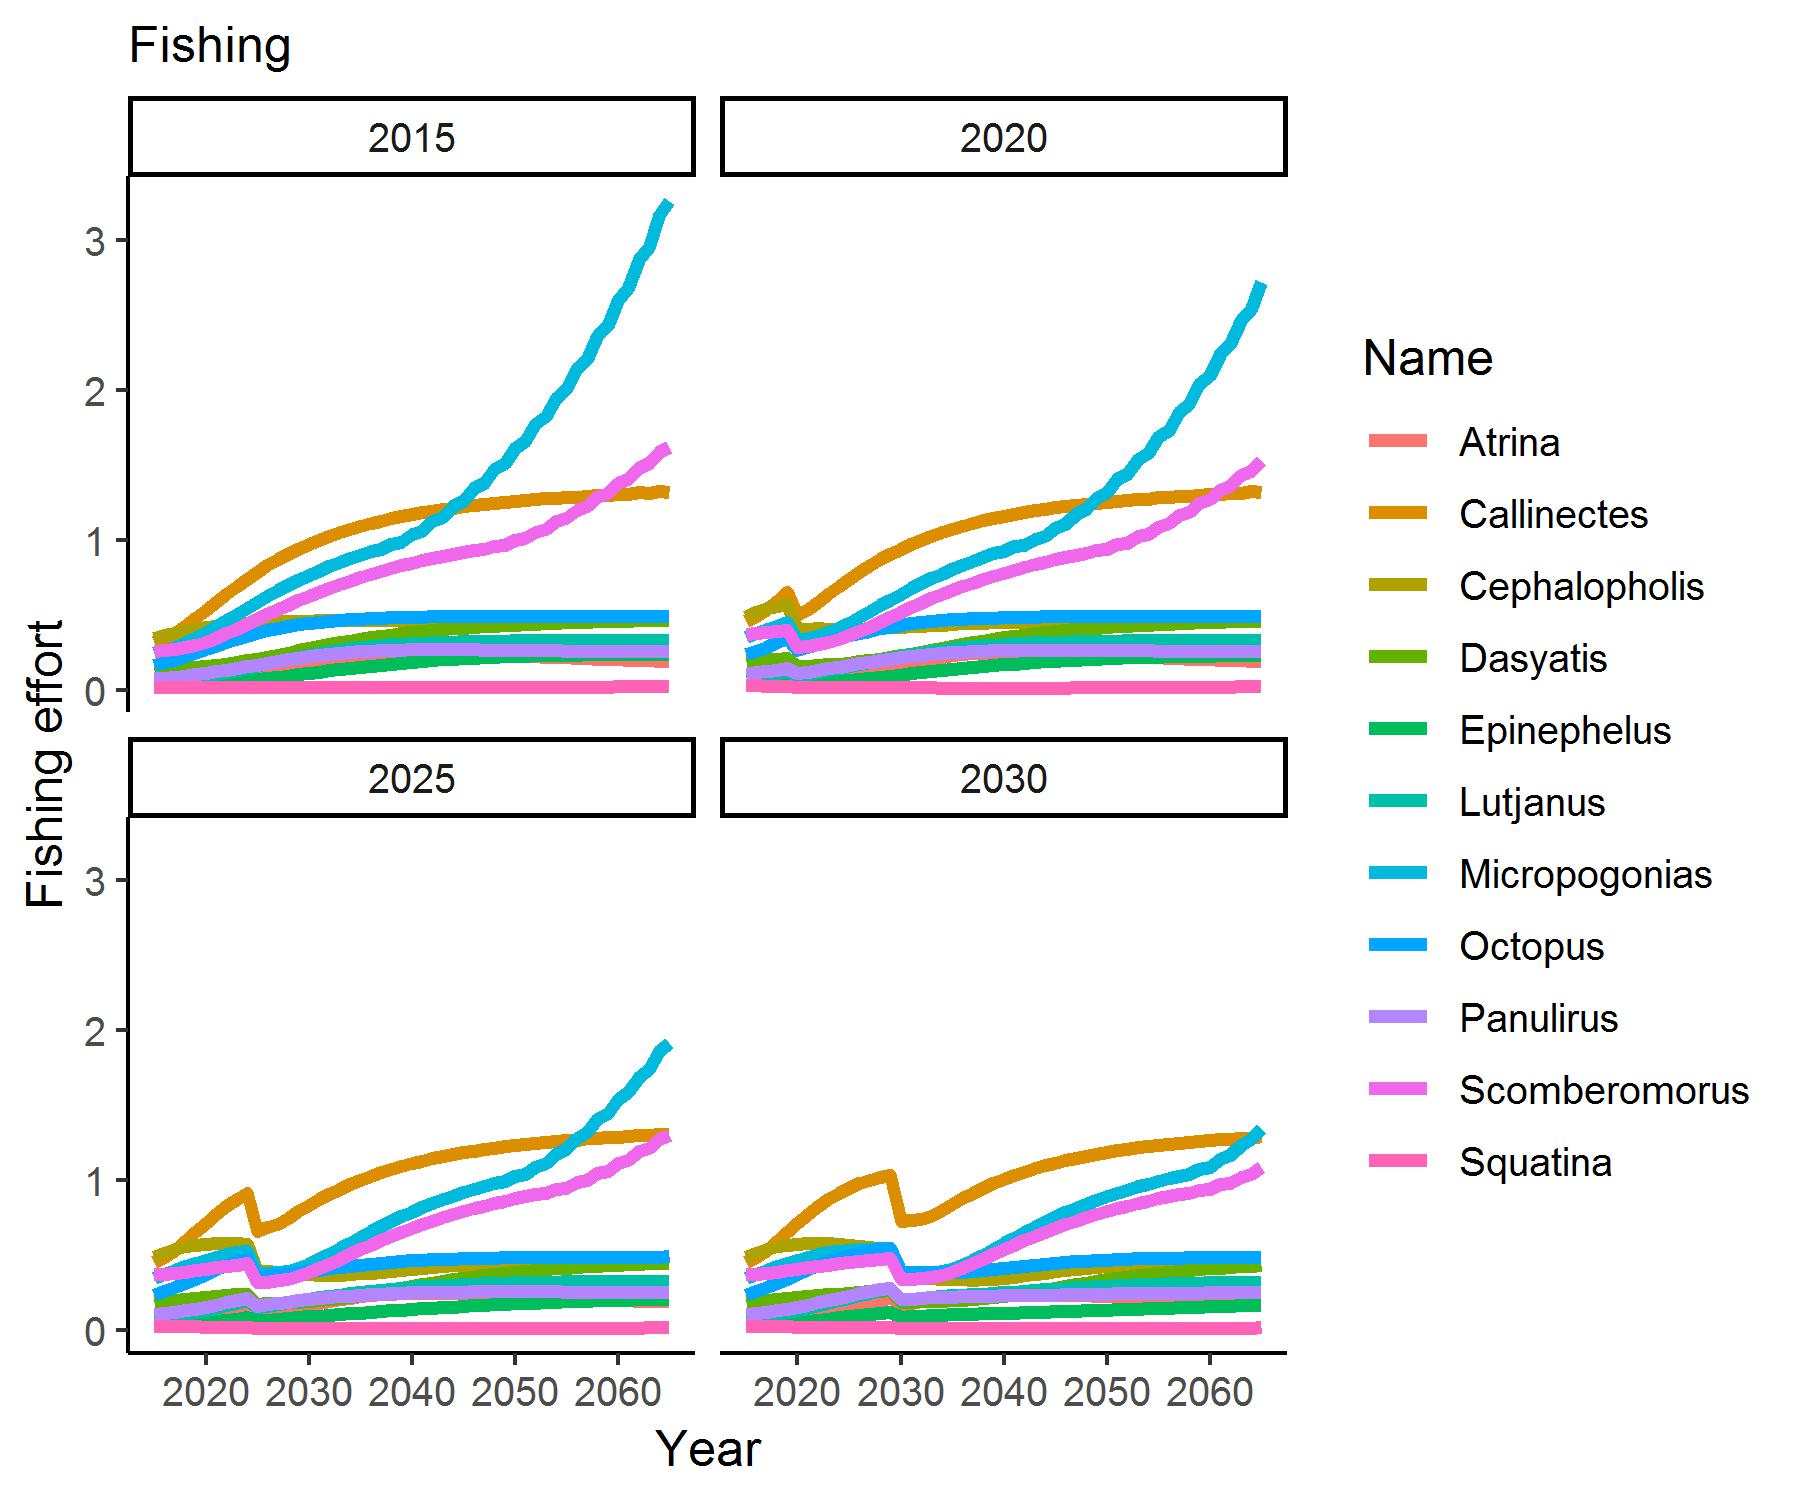 Fishing
2015
2020
3
2
1
0
2025
2030
3
2
1
0
2020 2030 2040 2050 2060
2020 2030 2040 2050 2060
Year
Fishing effort
Name
Atrina
Callinectes
Cephalopholis
Dasyatis
Epinephelus
Lutjanus
Micropogonias
Octopus
Panulirus
Scomberomorus
Squatina